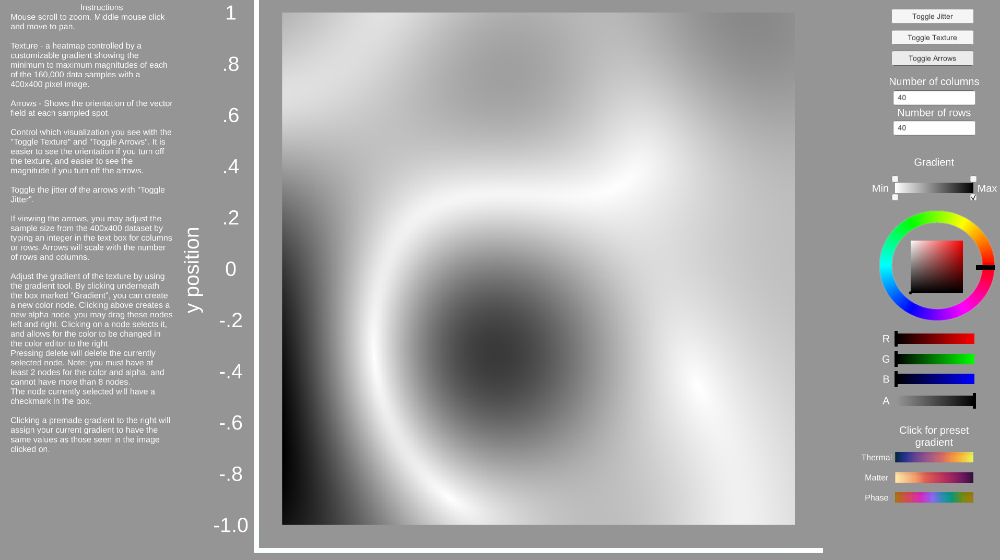 Instructions
Mouse scroll to zoom. Middle mouse click
and move to pan.
Texture - a heatmap controlled by a
customizable gradient showing the
minimum to maximum magnitudes of each
of the 160,000 data samples with a
400x400 pixel image.
Arrows - Shows the orientation of the vector
field at each sampled spot.
Control which visualization you see with the
"Toggle Texture" and "Toggle Arrows". It is
easier to see the orientation if you turn off
the texture, and easier to see the
magnitude if you turn off the arrows.
Toggle the jitter of the arrows with "Toggle
Jitter".
If viewing the arrows, you may adjust the
sample size from the 400x400 dataset by
typing an integer in the text box for columns
or rows. Arrows will scale with the number
of rows and columns.
Adjust the gradient of the texture by using
the gradient tool. By clicking underneath
the box marked "Gradient", you can create
a new color node. Clicking above creates a
new alpha node. you may drag these nodes
left and right. Clicking on a node selects it,
and allows for the color to be changed in
the color editor to the right.
Pressing delete will delete the currently
selected node. Note: you must have at
least 2 nodes for the color and alpha, and
cannot have more than 8 nodes.
The node currently selected will have a
checkmark in the box.
Clicking a premade gradient to the right will
assign your current gradient to have the
same values as those seen in the image
clicked on.
y position
1
.8
.6
.4
.2
0
-.2
-.4
-.6
-.8
-1.0
Toggle Jitter
Toggle Texture
Toggle Arrows
Number of columns
40
Number of rows
40
Gradient
Min
Max
R
G
B
A
Click for preset
gradient
Thermal
Matter
Phase